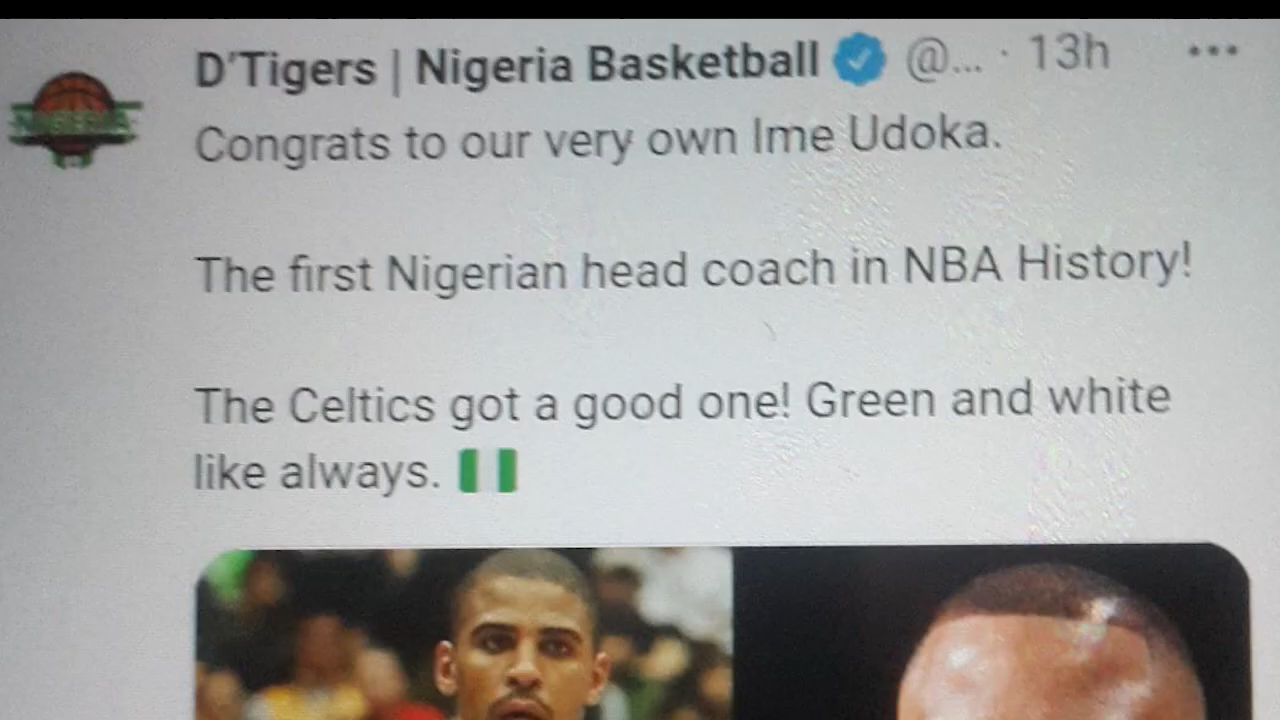 D'Tigers | Nigeria Basketball @... · 13h
Congrats to our very own Ime Udoka.
The first Nigerian head coach in NBA History!
The Celtics got a good one! Green and white
like always. 🇳🇬